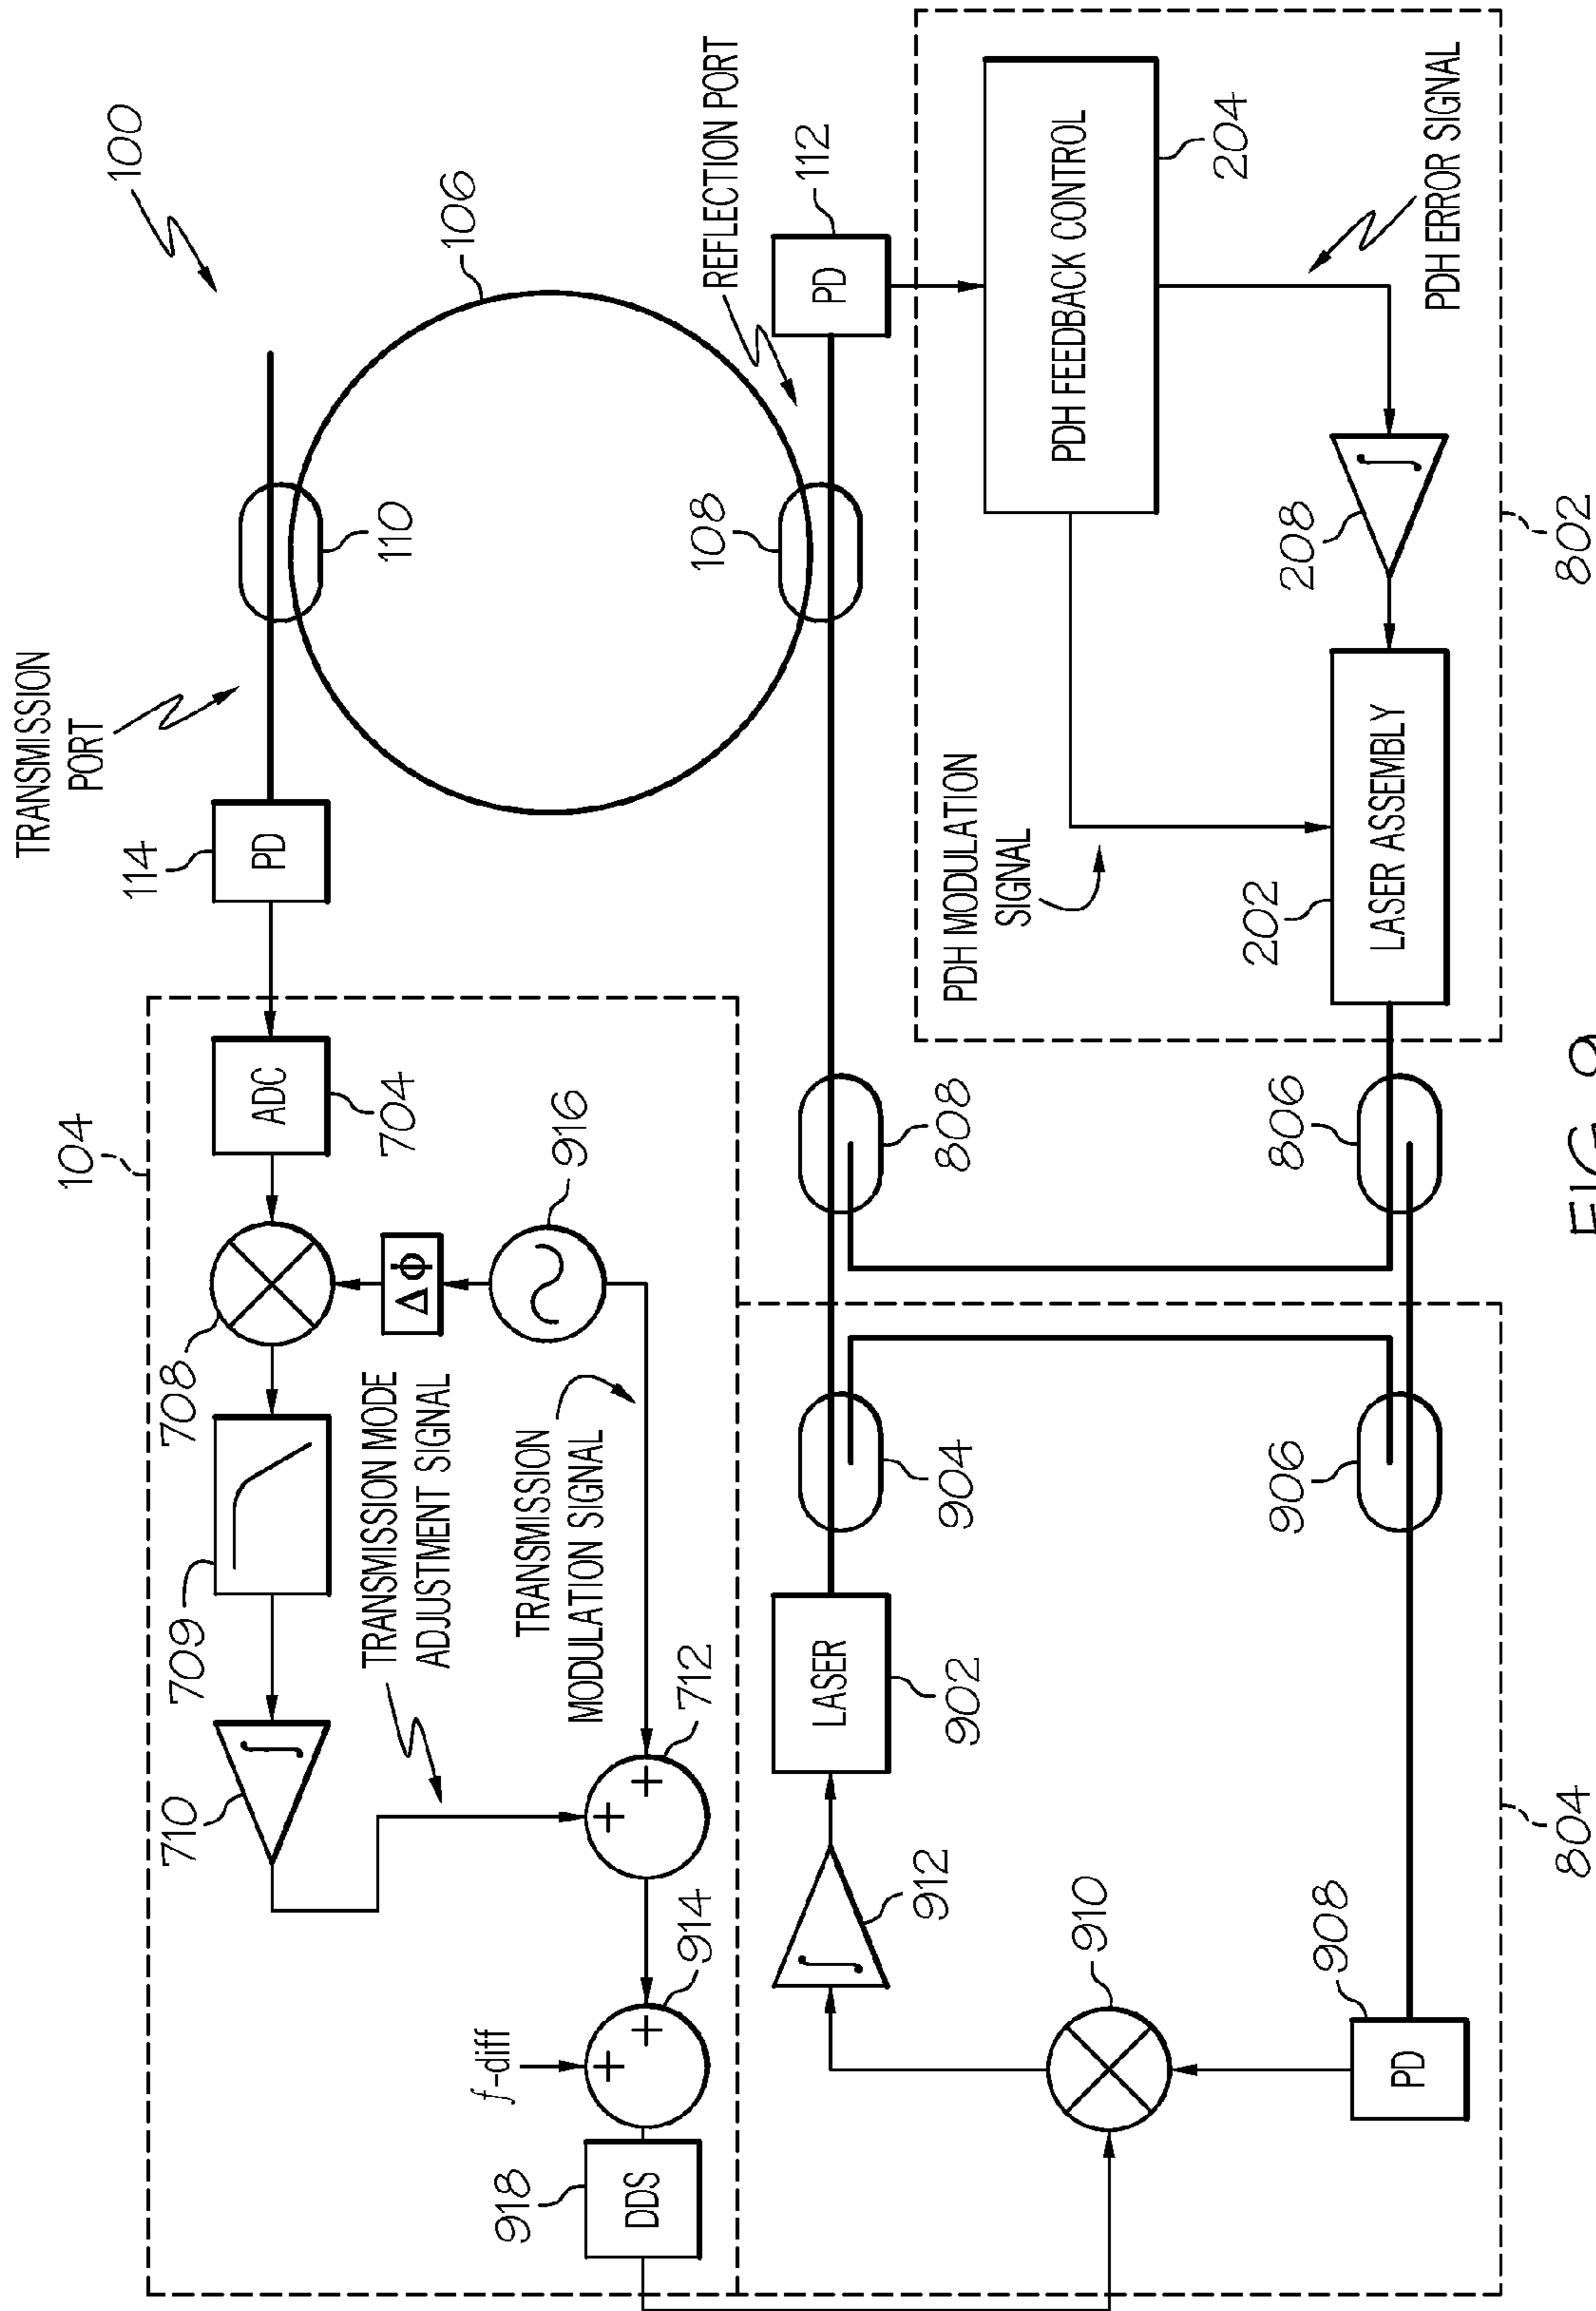 100
TRANSMISSION
PORT
106
110
108
REFLECTION PORT
112
PD
114
PD
104
ADC
704
708
916
Δϕ
709
710
TRANSMISSION MODE
ADJUSTMENT SIGNAL
TRANSMISSION
MODULATION SIGNAL
712
+
+
914
+
+
f-diff
918
DDS
PDH FEEDBACK CONTROL
204
PDH ERROR SIGNAL
208
∫
∫
PDH MODULATION
SIGNAL
202
LASER ASSEMBLY
802
808
806
904
906
LASER
902
912
∫
910
908
PD
804
FIG. 9